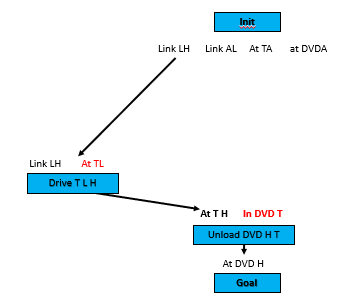 Init
Link LH Link AL At TA at DVDA
Link LH At TL
Drive T L H
At T H In DVD T
Unload DVD H T
At DVD H
Goal